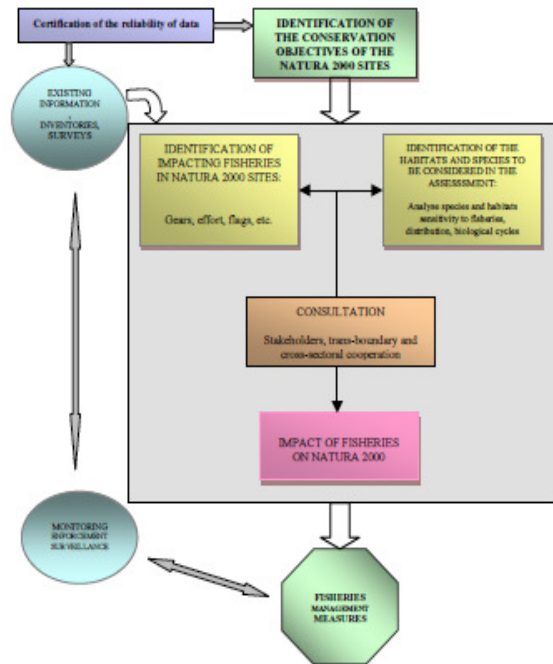 Certification of the reliability of data
IDENTIFICATION OF
THE CONSERVATION
OBJECTIVES OF THE
NATURA 2000 SITES
EXISTING
INFORMATION
INVENTORIES,
SURVEYS
IDENTIFICATION OF
IMPACTING FISHERIES
IN NATURA 2000 SITES:
Gears, effort, flags, etc.
IDENTIFICATION OF THE
HABITATS AND SPECIES TO
BE CONSIDERED IN THE
ASSESSSMENT:
Analyse species and habitats
sensitivity to fisheries,
distribution, biological cycles
CONSULTATION
Stakeholders, trans-boundary and
cross-sectoral cooperation
IMPACT OF FISHERIES
ON NATURA 2000
MONITORING
ENFORCEMENT
SURVEILLANCE
FISHERIES
MANAGEMENT
MEASURES